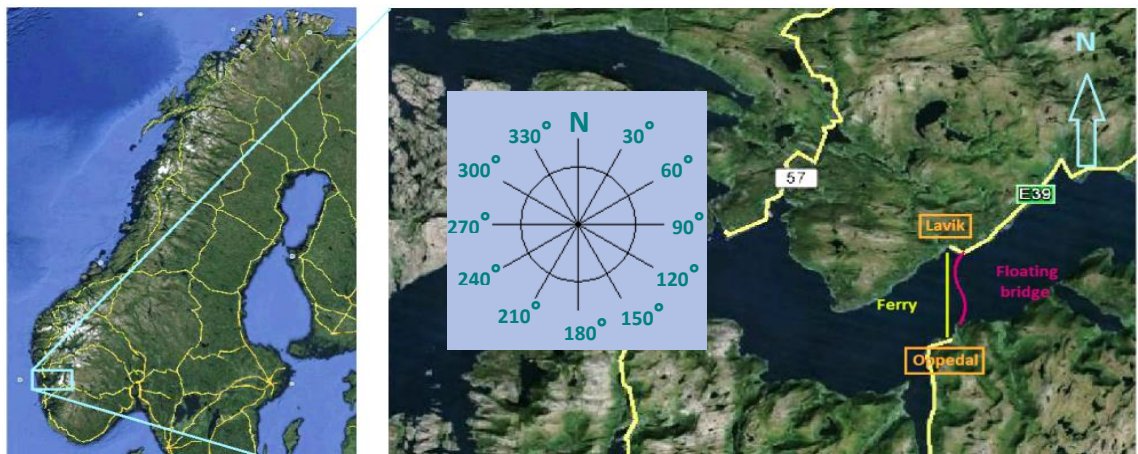 N
330°
30°
300°
60°
270°
90°
240°
120°
210°
150°
180°
N
57
E39
Lavik
Floating
bridge
Ferry
Oppedal